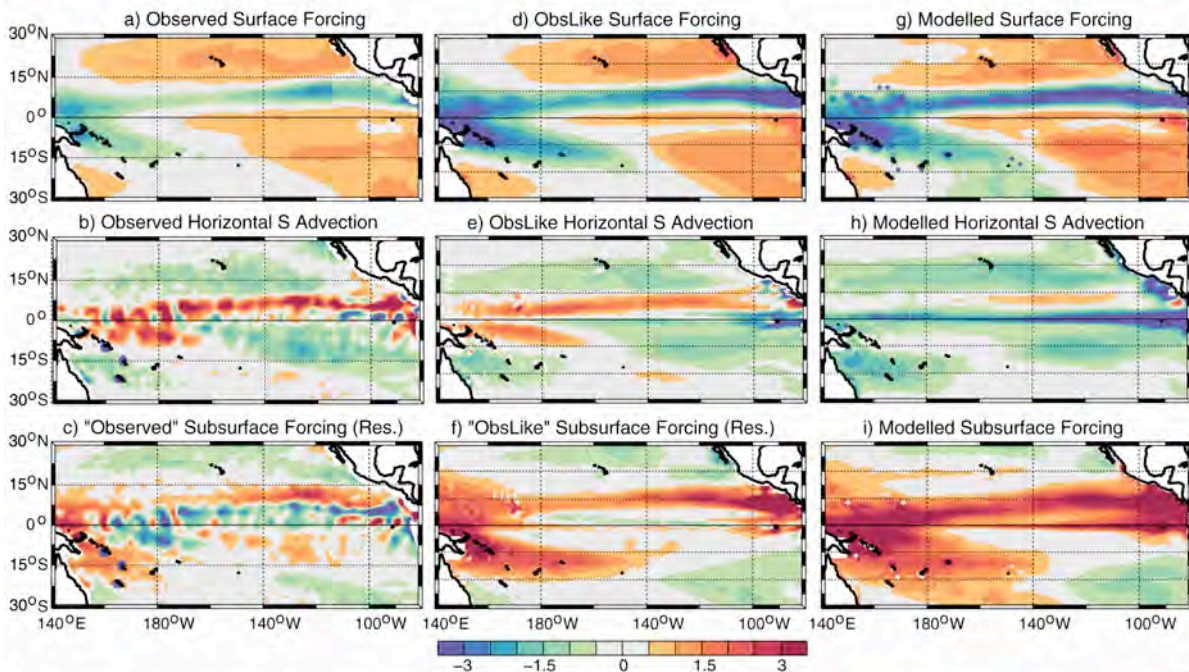 a) Observed Surface Forcing
d) ObsLike Surface Forcing
g) Modelled Surface Forcing
30°N
15°N
0°
15°S
30°S
b) Observed Horizontal S Advection
e) ObsLike Horizontal S Advection
h) Modelled Horizontal S Advection
30°N
15°N
0°
15°S
30°S
c) "Observed" Subsurface Forcing (Res.)
f) "ObsLike" Subsurface Forcing (Res.)
i) Modelled Subsurface Forcing
30°N
15°N
0°
15°S
30°S
140°E 180°W 140°W 100°W 140°E 180°W 140°W 100°W 140°E 180°W 140°W 100°W
−3 −1.5 0 1.5 3